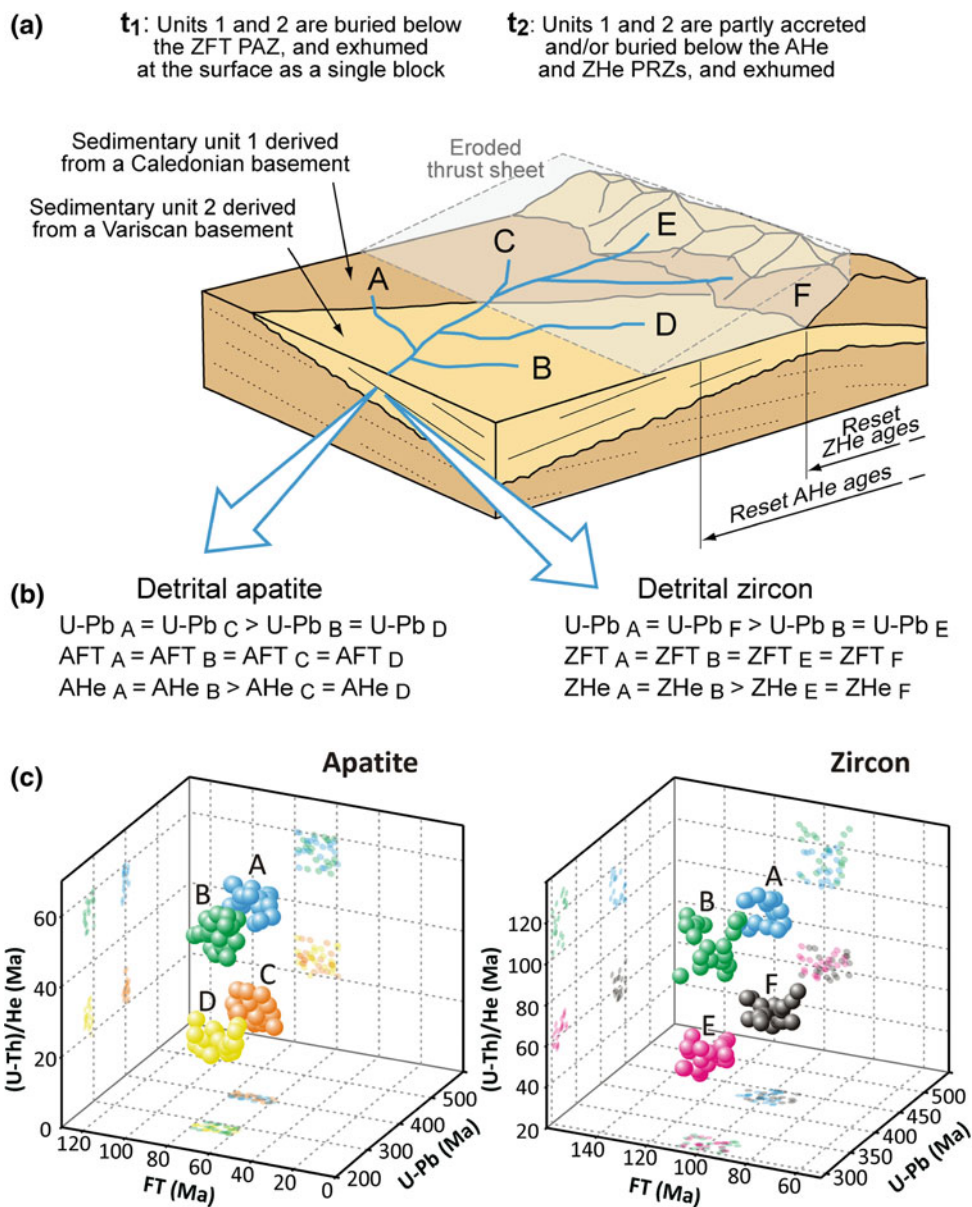 (a)
t1: Units 1 and 2 are buried below
the ZFT PAZ, and exhumed
at the surface as a single block
t2: Units 1 and 2 are partly accreted
and/or buried below the AHe
and ZHe PRZs, and exhumed
Sedimentary unit 1 derived
from a Caledonian basement
Sedimentary unit 2 derived
from a Variscan basement
Eroded
thrust sheet
A
C
E
F
D
B
Reset
ZHe ages
Reset AHe ages
(b)
Detrital apatite
U-Pb A = U-Pb C > U-Pb B = U-Pb D
AFT A = AFT B = AFT C = AFT D
AHe A = AHe B > AHe C = AHe D
Detrital zircon
U-Pb A = U-Pb F > U-Pb B = U-Pb E
ZFT A = ZFT B = ZFT E = ZFT F
ZHe A = ZHe B > ZHe E = ZHe F
(c)
Apatite
A
B
C
D
(U-Th)/He (Ma)
60
40
20
0
120
100
80
60
40
20
0
FT (Ma)
200
300
400
500
U-Pb (Ma)
Zircon
A
B
F
E
(U-Th)/He (Ma)
120
100
80
60
40
20
140
120
100
80
60
FT (Ma)
300
350
400
450
500
U-Pb (Ma)